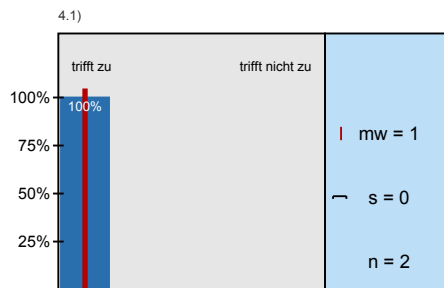 4.1)
trifft zu trifft nicht zu
100%
100%
75%
50%
25%
mw = 1
s = 0
n = 2